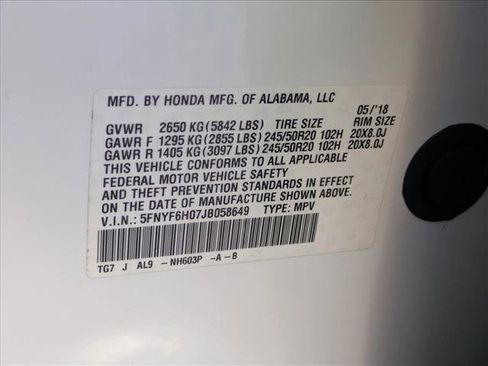 MFD. BY HONDA MFG. OF ALABAMA, LLC
05/'18
GVWR 2650 KG(5842 LBS) TIRE SIZE RIM SIZE
GAWR F 1295 KG(2855 LBS)245/50R20 102H 20X8.0J
GAWR R 1405 KG(3097 LBS)245/50R20 102H 20X8.0J
THIS VEHICLE CONFORMS TO ALL APPLICABLE
FEDERAL MOTOR VEHICLE SAFETY
AND THEFT PREVENTION STANDARDS IN EFFECT
ON THE DATE OF MANUFACTURE SHOWN ABOVE.
V.I.N.: 5FNYF6H07JB058649 TYPE: MPV
TG7 J AL9 -NH603P -A-B